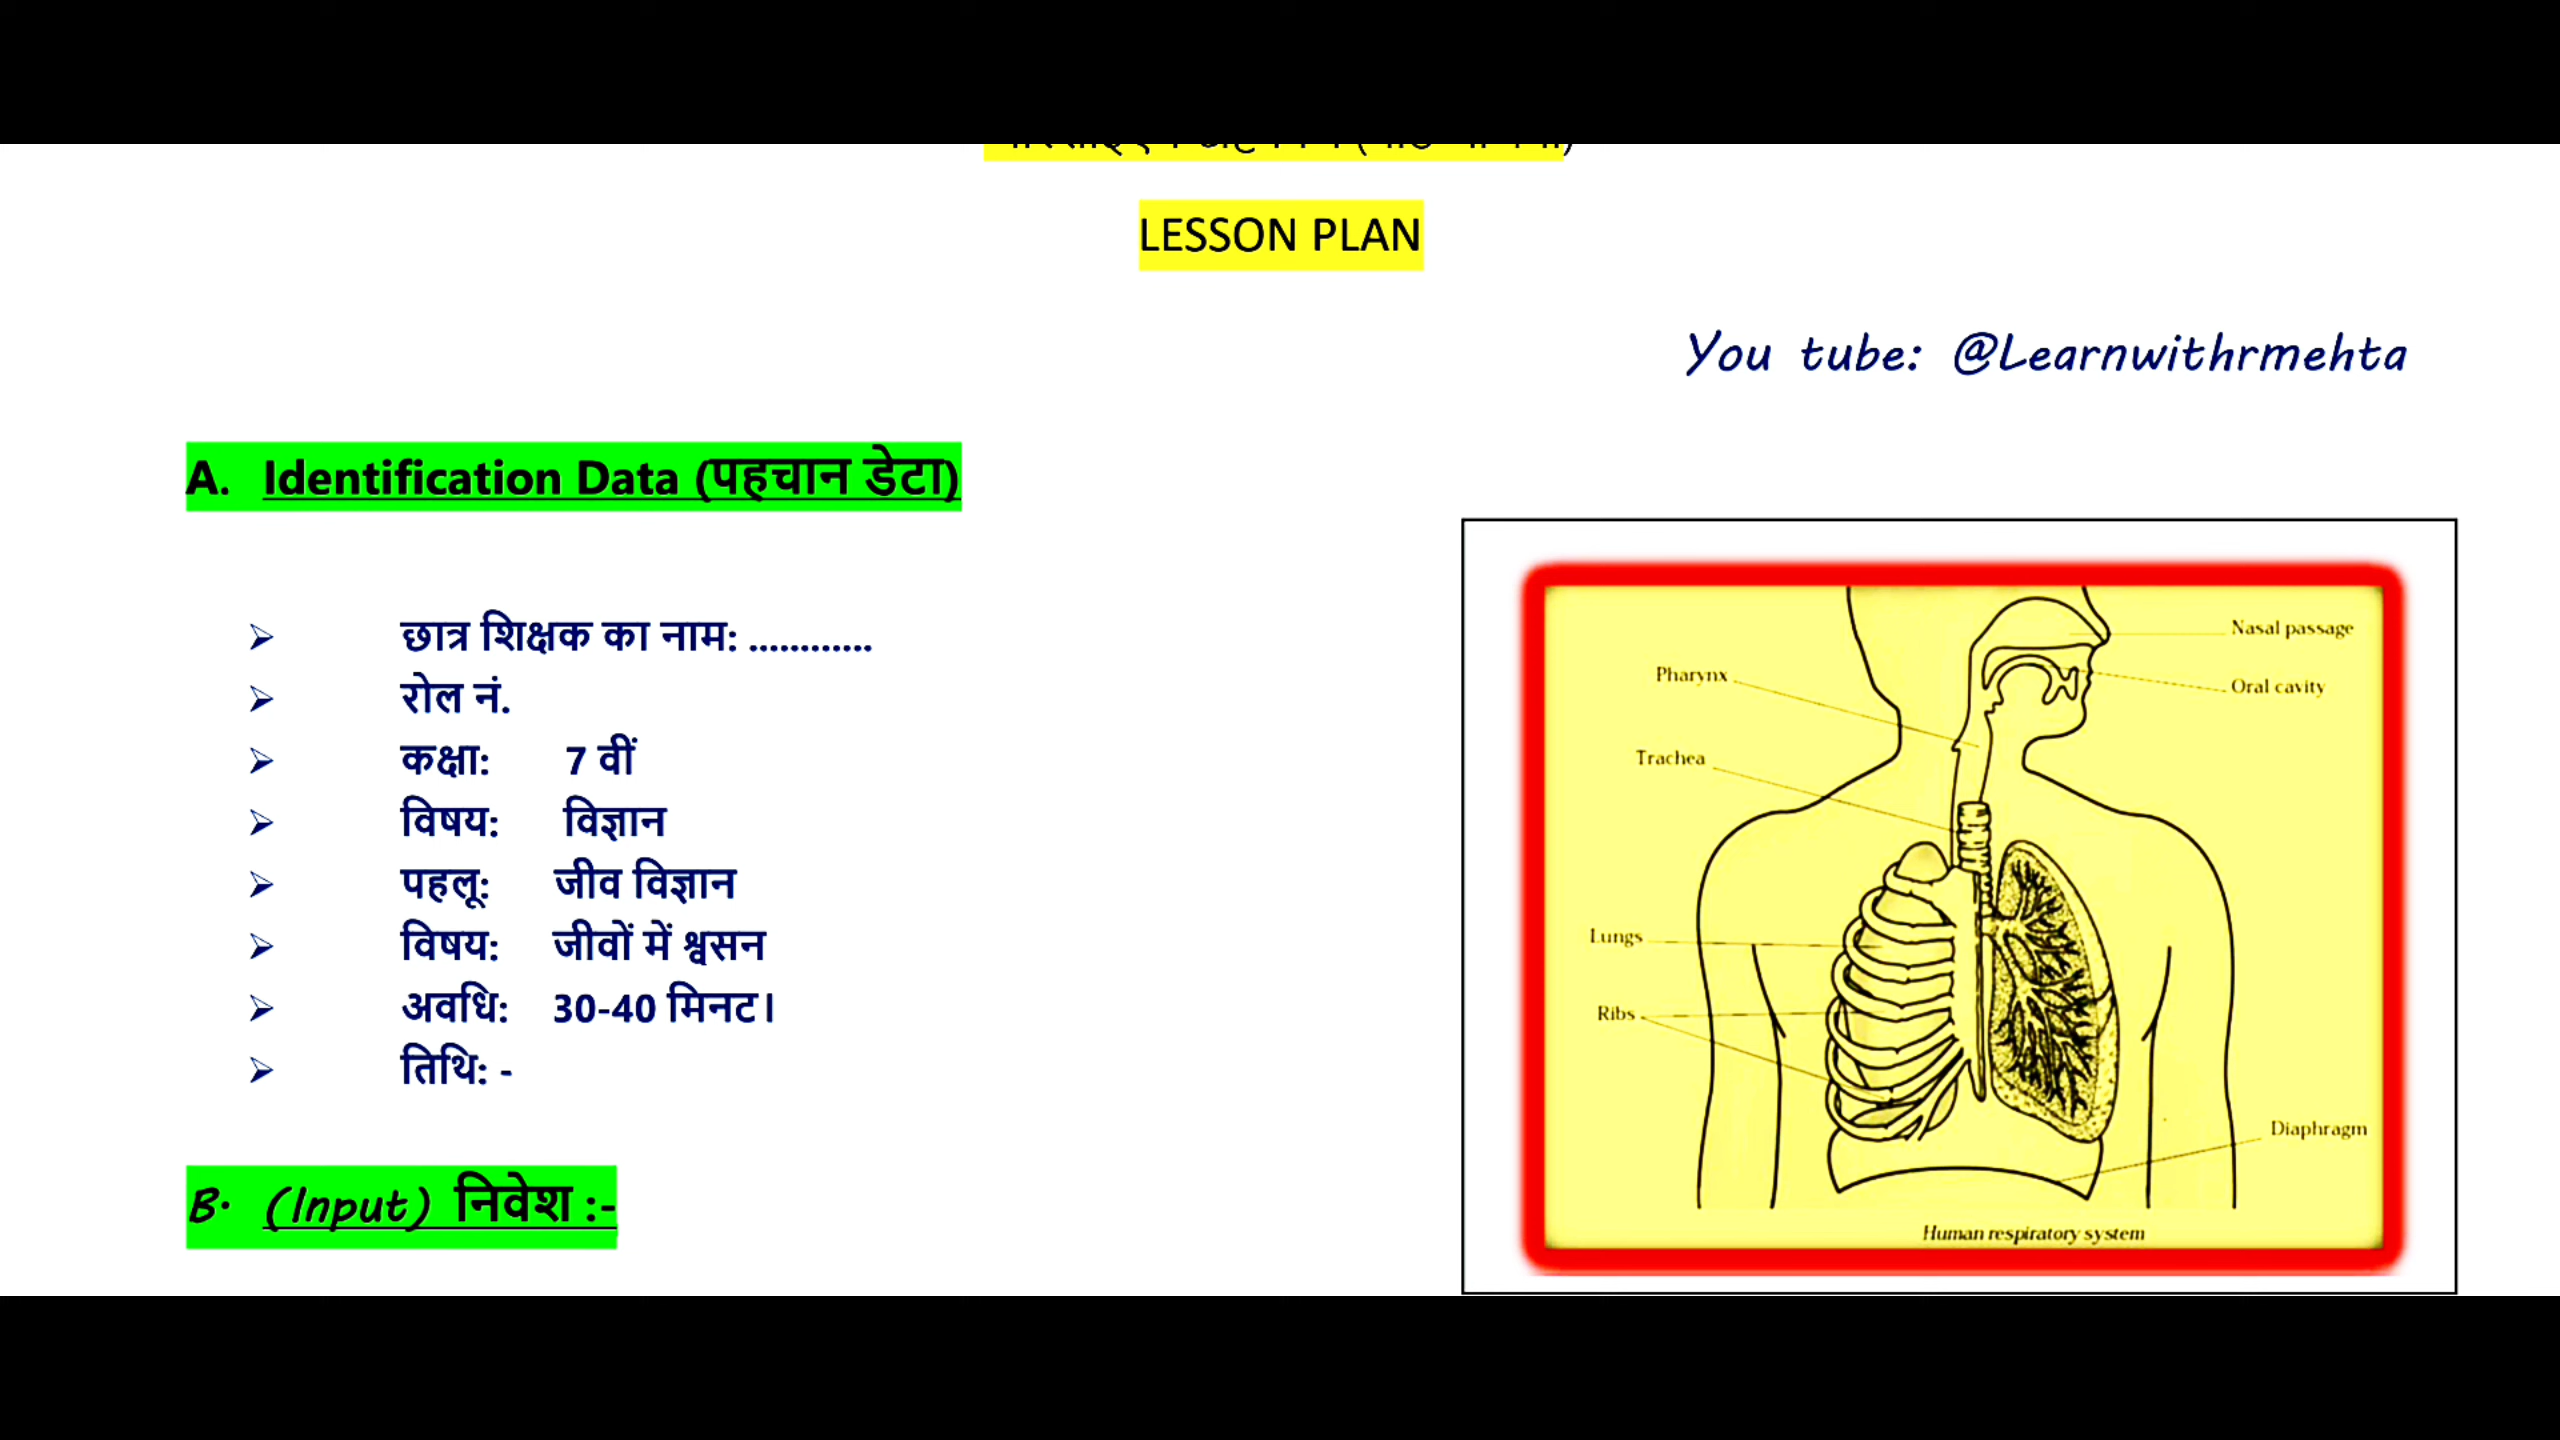 LESSON PLAN
You tube: @Learnwithrmehta
A. Identification Data (पहचान डेटा)
➢ छात्र शिक्षक का नाम: ............
➢ रोल नं.
➢ कक्षा: 7 वीं
➢ विषय: विज्ञान
➢ पहलू: जीव विज्ञान
➢ विषय: जीवों में श्वसन
➢ अवधि: 30-40 मिनट।
➢ तिथि: -
B. (Input) निवेश :-
Nasal passage
Pharynx
Oral cavity
Trachea
Lungs
Ribs
Diaphragm
Human respiratory system